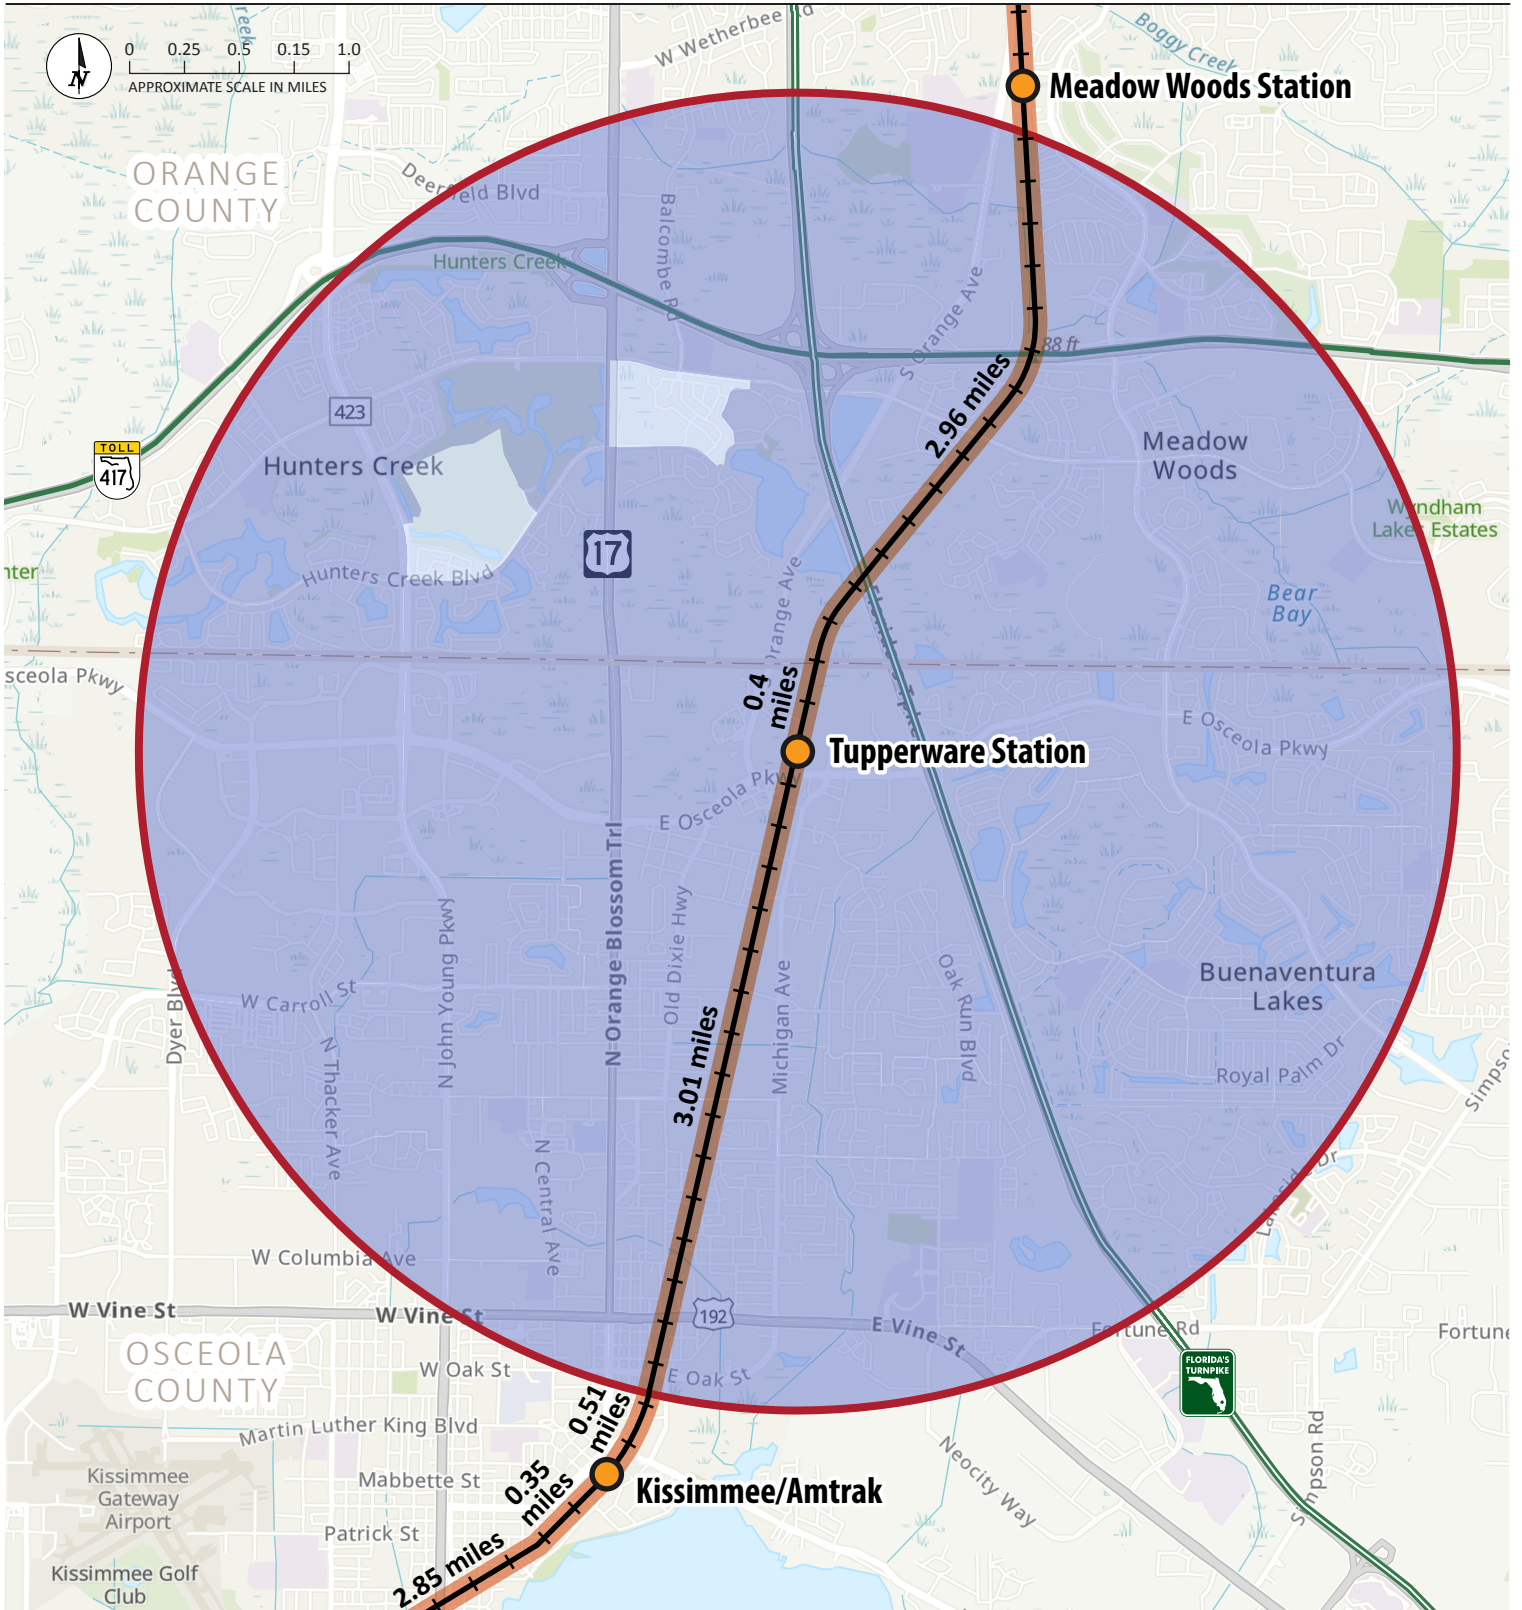 W Wetherbee Rd
Boggy Creek
Creek
0 0.25 0.5 0.15 1.0
APPROXIMATE SCALE IN MILES
N
Meadow Woods Station
ORANGE
COUNTY
Deerfield Blvd
Balcombe Rd
Hunters Creek
S Orange Ave
88 ft
2.96 miles
423
Hunters Creek
TOLL
417
Meadow
Woods
Wyndham
Lakes Estates
17
nter
Hunters Creek Blvd
Orange Ave
Bear
Bay
sceola Pkwy
0.4
miles
E Osceola Pkwy
Tupperware Station
E Osceola Pkwy
N Orange Blossom Trl
Old Dixie Hwy
N John Young Pkwy
Michigan Ave
Oak Run Blvd
Buenaventura
Lakes
W Carroll St
Dyer Blvd
N Thacker Ave
3.01 miles
Royal Palm Dr
Simpso
N Central Ave
Lakeside Dr
W Columbia Ave
W Vine St
W Vine St
192
E Vine St
Fortune Rd
Fortune
OSCEOLA
COUNTY
W Oak St
E Oak St
FLORIDA'S
TURNPIKE
0.51
miles
Martin Luther King Blvd
Simpson Rd
Neocity Way
Kissimmee
Gateway
Airport
Mabbette St
0.35
miles
Kissimmee/Amtrak
Patrick St
2.85 miles
Kissimmee Golf
Club